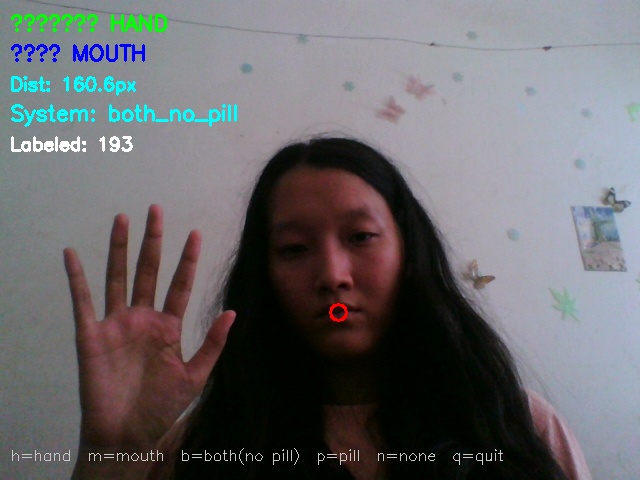 ??????? HAND
???? MOUTH
Dist: 160.6px
System: both_no_pill
Labeled: 193
h=hand m=mouth b=both(no pill) p=pill n=none q=quit